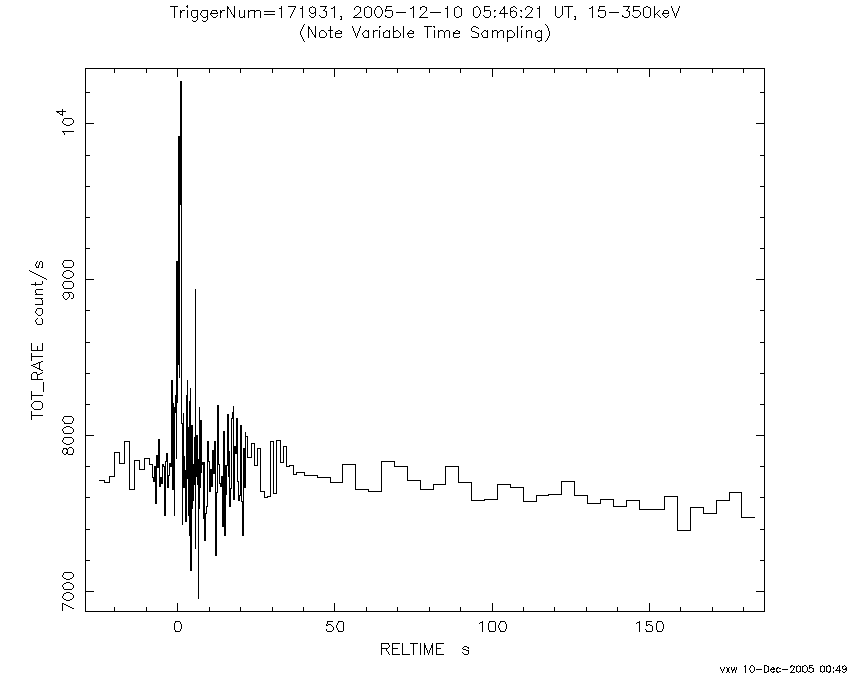 TriggerNum=171931, 2005-12-10 05:46:21 UT, 15-350keV
(Note Variable Time Sampling)
TOT_RATE count/s
10⁴
9000
8000
7000
0 50 100 150
RELTIME s
vxw 10-Dec-2005 00:49